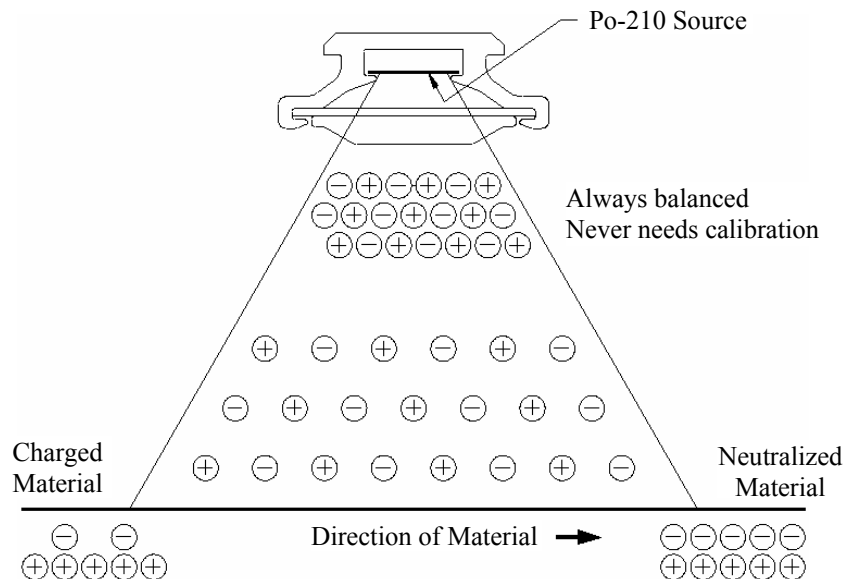 Po-210 Source
Always balanced
Never needs calibration
Charged
Material
Neutralized
Material
Direction of Material